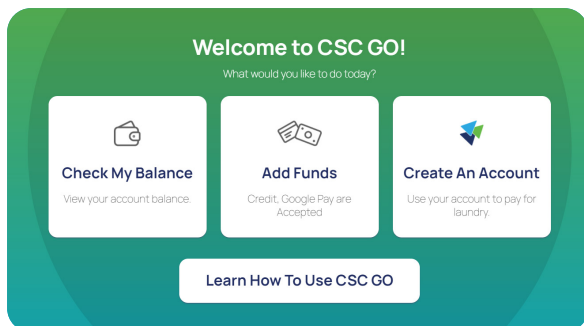 Welcome to CSC GO!
What would you like to do today?
Check My Balance
View your account balance.
Add Funds
Credit, Google Pay are
Accepted
Create An Account
Use your account to pay for
laundry.
Learn How To Use CSC GO